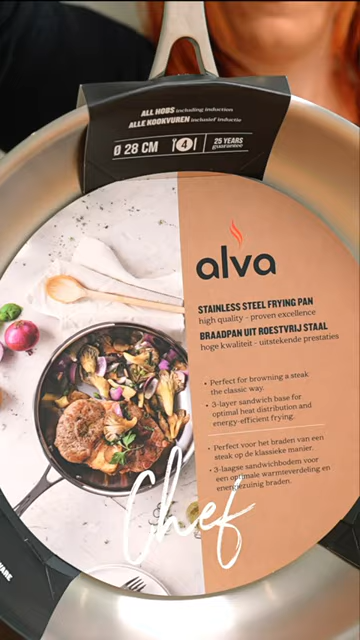 ALL HOBS including induction
ALLE KOOKVUREN inclusief inductie
Ø 28 CM 4 25 YEARS
guarantee
alva
STAINLESS STEEL FRYING PAN
high quality - proven excellence
BRAADPAN UIT ROESTVRIJ STAAL
hoge kwaliteit - uitstekende prestaties
• Perfect for browning a steak
the classic way.
• 3-layer sandwich base for
optimal heat distribution and
energy-efficient frying.
• Perfect voor het braden van een
steak op de klassieke manier.
• 3-laagse sandwichbodem voor
een optimale warmteverdeling en
energiezuinig braden.
Chef